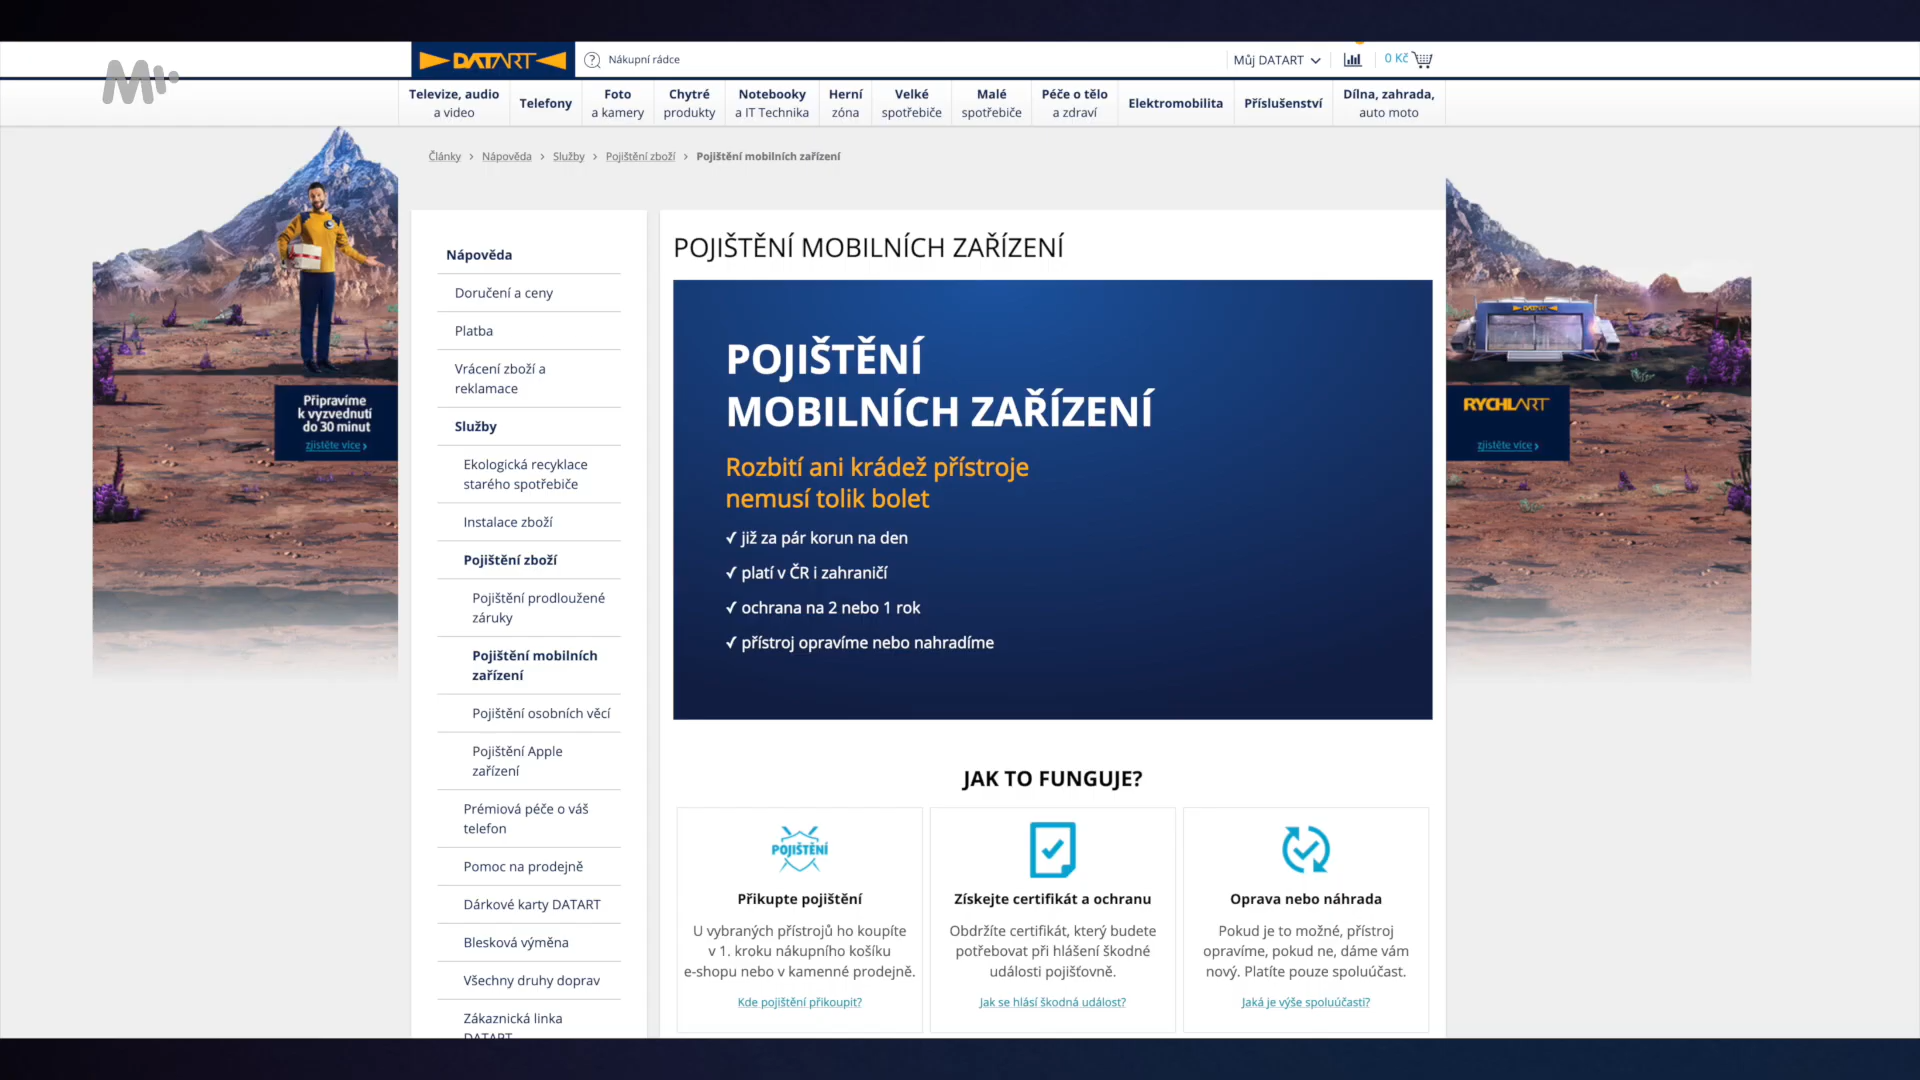 DATART
Nákupní rádce
Můj DATART
0 Kč
Televize, audio
a video
Telefony
Foto
a kamery
Chytré
produkty
Notebooky
a IT Technika
Herní
zóna
Velké
spotřebiče
Malé
spotřebiče
Péče o tělo
a zdraví
Elektromobilita
Příslušenství
Dílna, zahrada,
auto moto
Články > Nápověda > Služby > Pojištění zboží > Pojištění mobilních zařízení
Připravíme
k vyzvednutí
do 30 minut
zjistěte více >
Nápověda
Doručení a ceny
Platba
Vrácení zboží a
reklamace
Služby
Ekologická recyklace
starého spotřebiče
Instalace zboží
Pojištění zboží
Pojištění prodloužené
záruky
Pojištění mobilních
zařízení
Pojištění osobních věcí
Pojištění Apple
zařízení
Prémiová péče o váš
telefon
Pomoc na prodejně
Dárkové karty DATART
Blesková výměna
Všechny druhy doprav
Zákaznická linka
DATART
POJIŠTĚNÍ MOBILNÍCH ZAŘÍZENÍ
POJIŠTĚNÍ
MOBILNÍCH ZAŘÍZENÍ
Rozbití ani krádež přístroje
nemusí tolik bolet
✓ již za pár korun na den
✓ platí v ČR i zahraničí
✓ ochrana na 2 nebo 1 rok
✓ přístroj opravíme nebo nahradíme
JAK TO FUNGUJE?
POJIŠTĚNÍ
Přikupte pojištění
U vybraných přístrojů ho koupíte
v 1. kroku nákupního košíku
e-shopu nebo v kamenné prodejně.
Kde pojištění přikoupit?
Získejte certifikát a ochranu
Obdržíte certifikát, který budete
potřebovat při hlášení škodné
události pojišťovně.
Jak se hlásí škodná událost?
Oprava nebo náhrada
Pokud je to možné, přístroj
opravíme, pokud ne, dáme vám
nový. Platíte pouze spoluúčast.
Jaká je výše spoluúčasti?
DATART
RYCHLART
zjistěte více >